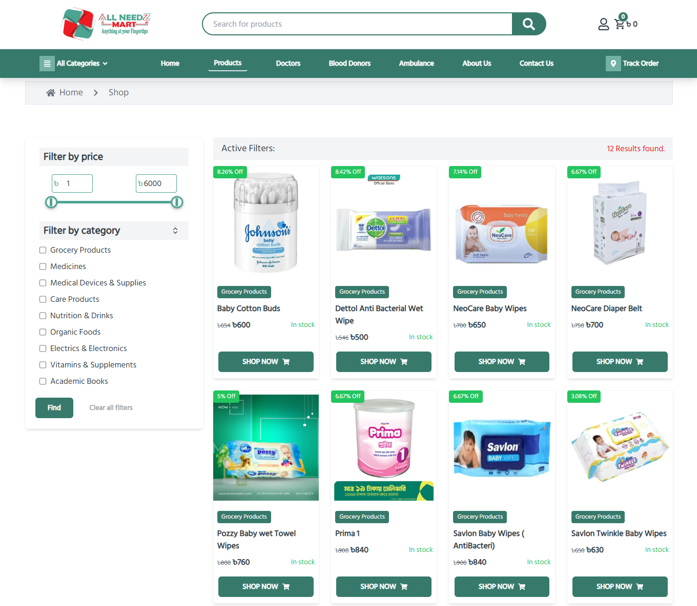 ALL NEEDZ
MART
Anything at your Fingertips
Search for products
0
৳ 0
All Categories
Home
Products
Doctors
Blood Donors
Ambulance
About Us
Contact Us
Track Order
Home > Shop
Filter by price
৳ 1
৳ 6000
Filter by category
Grocery Products
Medicines
Medical Devices & Supplies
Care Products
Nutrition & Drinks
Organic Foods
Electrics & Electronics
Vitamins & Supplements
Academic Books
Find
Clear all filters
Active Filters:
12 Results found.
8.26% Off
Johnson's
baby
cotton buds
Grocery Products
Baby Cotton Buds
৳654 ৳600
In stock
SHOP NOW
8.42% Off
watsons
Official Store
Dettol
Grocery Products
Dettol Anti Bacterial Wet
Wipe
৳546 ৳500
In stock
SHOP NOW
7.14% Off
NeoCare
Baby Wipes
Grocery Products
NeoCare Baby Wipes
৳700 ৳650
In stock
SHOP NOW
6.67% Off
NeoCare
Grocery Products
NeoCare Diaper Belt
৳750 ৳700
In stock
SHOP NOW
5% Off
Grocery Products
Pozzy Baby wet Towel
Wipes
৳800 ৳760
In stock
SHOP NOW
6.67% Off
Prima
1
Grocery Products
Prima 1
৳900 ৳840
In stock
SHOP NOW
6.67% Off
Savlon
BABY WIPES
Grocery Products
Savlon Baby Wipes (
AntiBacteri)
৳900 ৳840
In stock
SHOP NOW
3.08% Off
Twinkle
Grocery Products
Savlon Twinkle Baby Wipes
৳650 ৳630
In stock
SHOP NOW